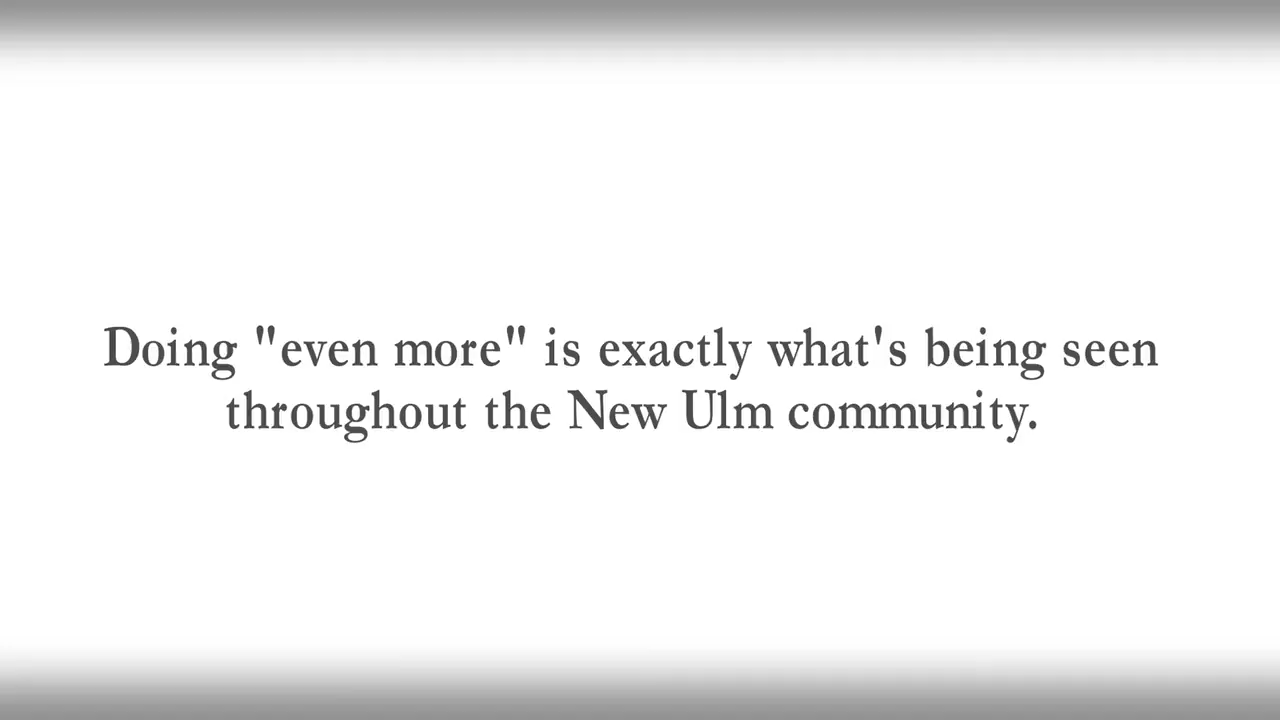 Doing "even more" is exactly what's being seen
throughout the New Ulm community.